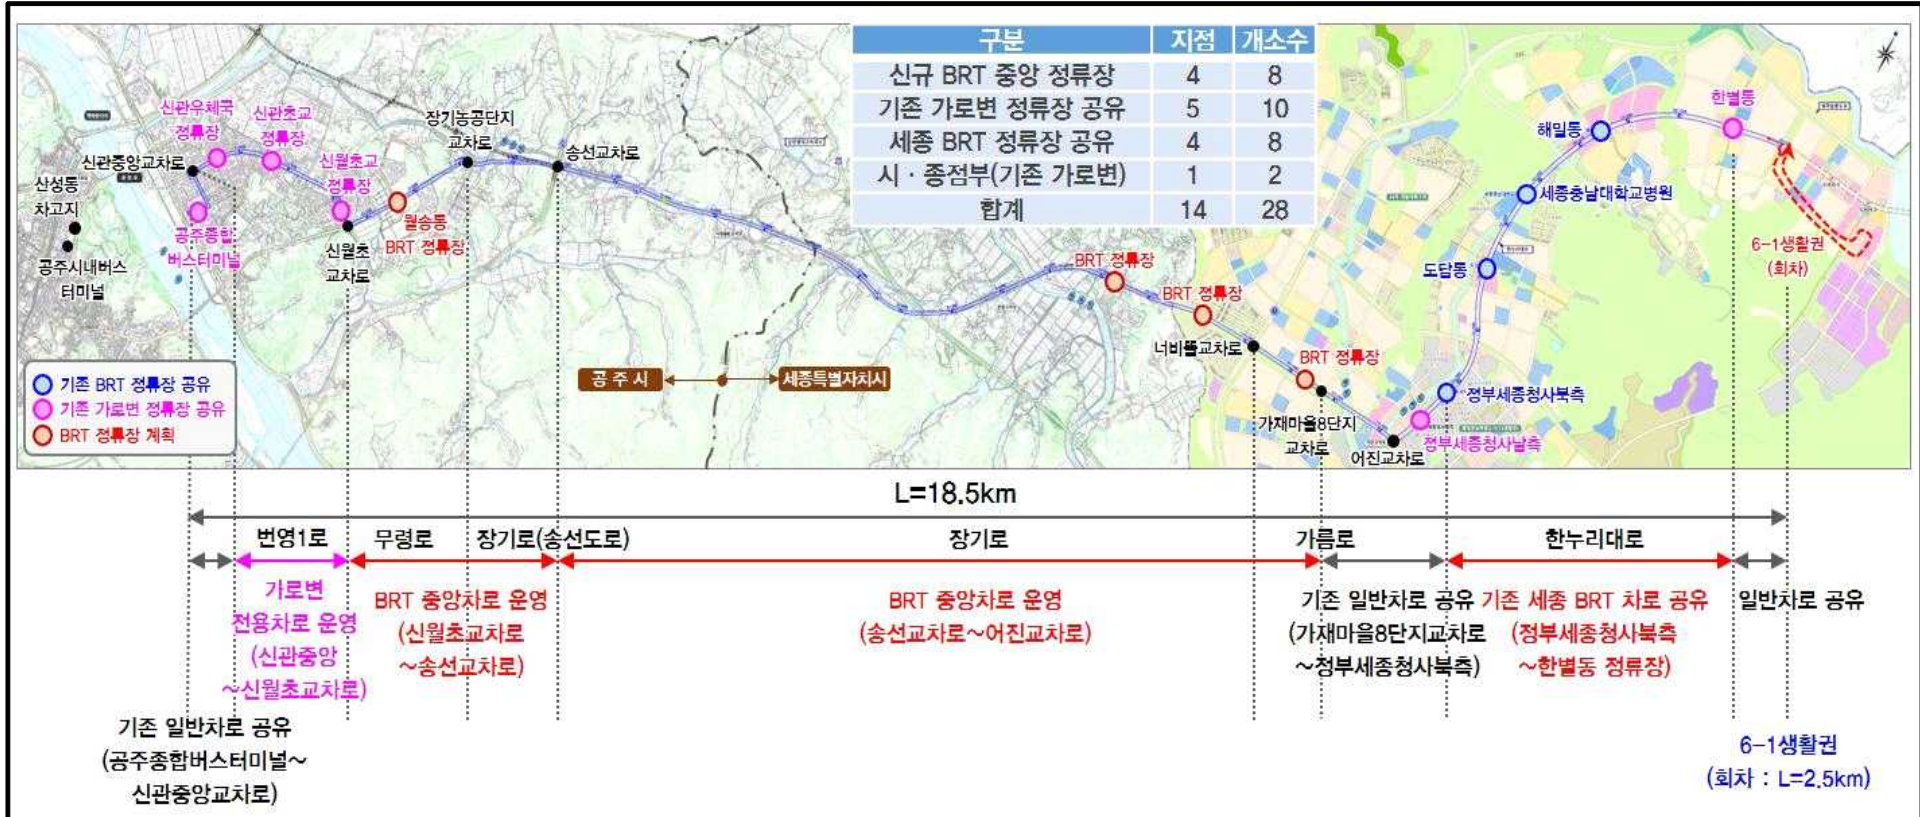 구분 지점 개소수
신규 BRT 중앙 정류장 4 8
기존 가로변 정류장 공유 5 10
세종 BRT 정류장 공유 4 8
시·종점부(기존 가로변) 1 2
합계 14 28
신관우체국
정류장
신관초교
정류장
신월초교
정류장
장기농공단지
교차로
송선교차로
신관중앙교차로
산성동
차고지
공주시내버스
터미널
공주종합
버스터미널
신월초
교차로
월송동
BRT 정류장
BRT 정류장
BRT 정류장
너비뜰교차로
BRT 정류장
가재마을8단지
교차로
어진교차로
정부세종청사남측
정부세종청사북측
도담동
세종충남대학교병원
해밀동
한별동
6-1생활권
(회차)
공주시
세종특별자치시
기존 BRT 정류장 공유
기존 가로변 정류장 공유
BRT 정류장 계획
L=18.5km
번영1로 무령로 장기로(송선도로) 장기로 가름로 한누리대로
가로변
전용차로 운영
(신관중앙
~신월초교차로)
BRT 중앙차로 운영
(신월초교차로
~송선교차로)
BRT 중앙차로 운영
(송선교차로~어진교차로)
기존 일반차로 공유
(가재마을8단지교차로
~정부세종청사북측)
기존 세종 BRT 차로 공유
(정부세종청사북측
~한별동 정류장)
일반차로 공유
기존 일반차로 공유
(공주종합버스터미널~
신관중앙교차로)
6-1생활권
(회차 : L=2.5km)